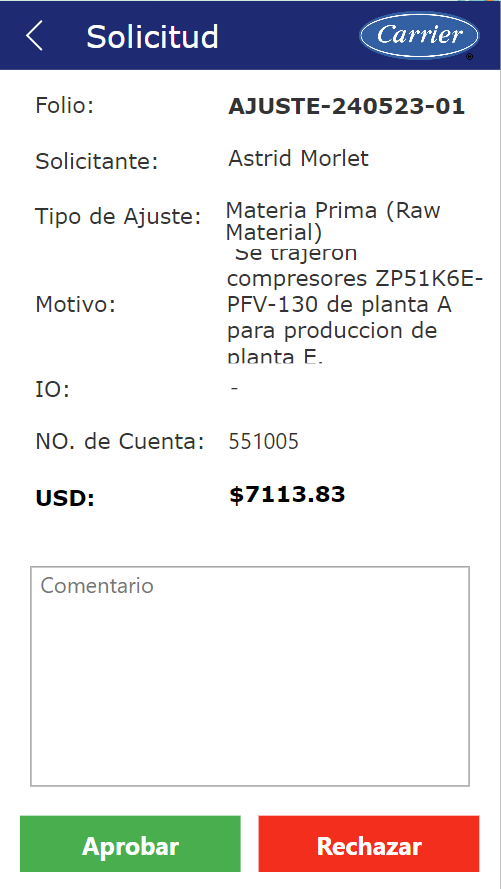 Solicitud
Carrier
Folio: AJUSTE-240523-01
Solicitante: Astrid Morlet
Tipo de Ajuste: Materia Prima (Raw
Material)
Se trajeron
compresores ZP51K6E-
Motivo: PFV-130 de planta A
para produccion de
planta E.
IO: -
NO. de Cuenta: 551005
USD: $7113.83
Comentario
Aprobar
Rechazar